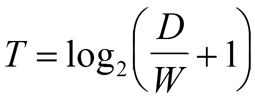 T = log₂(D/W + 1)